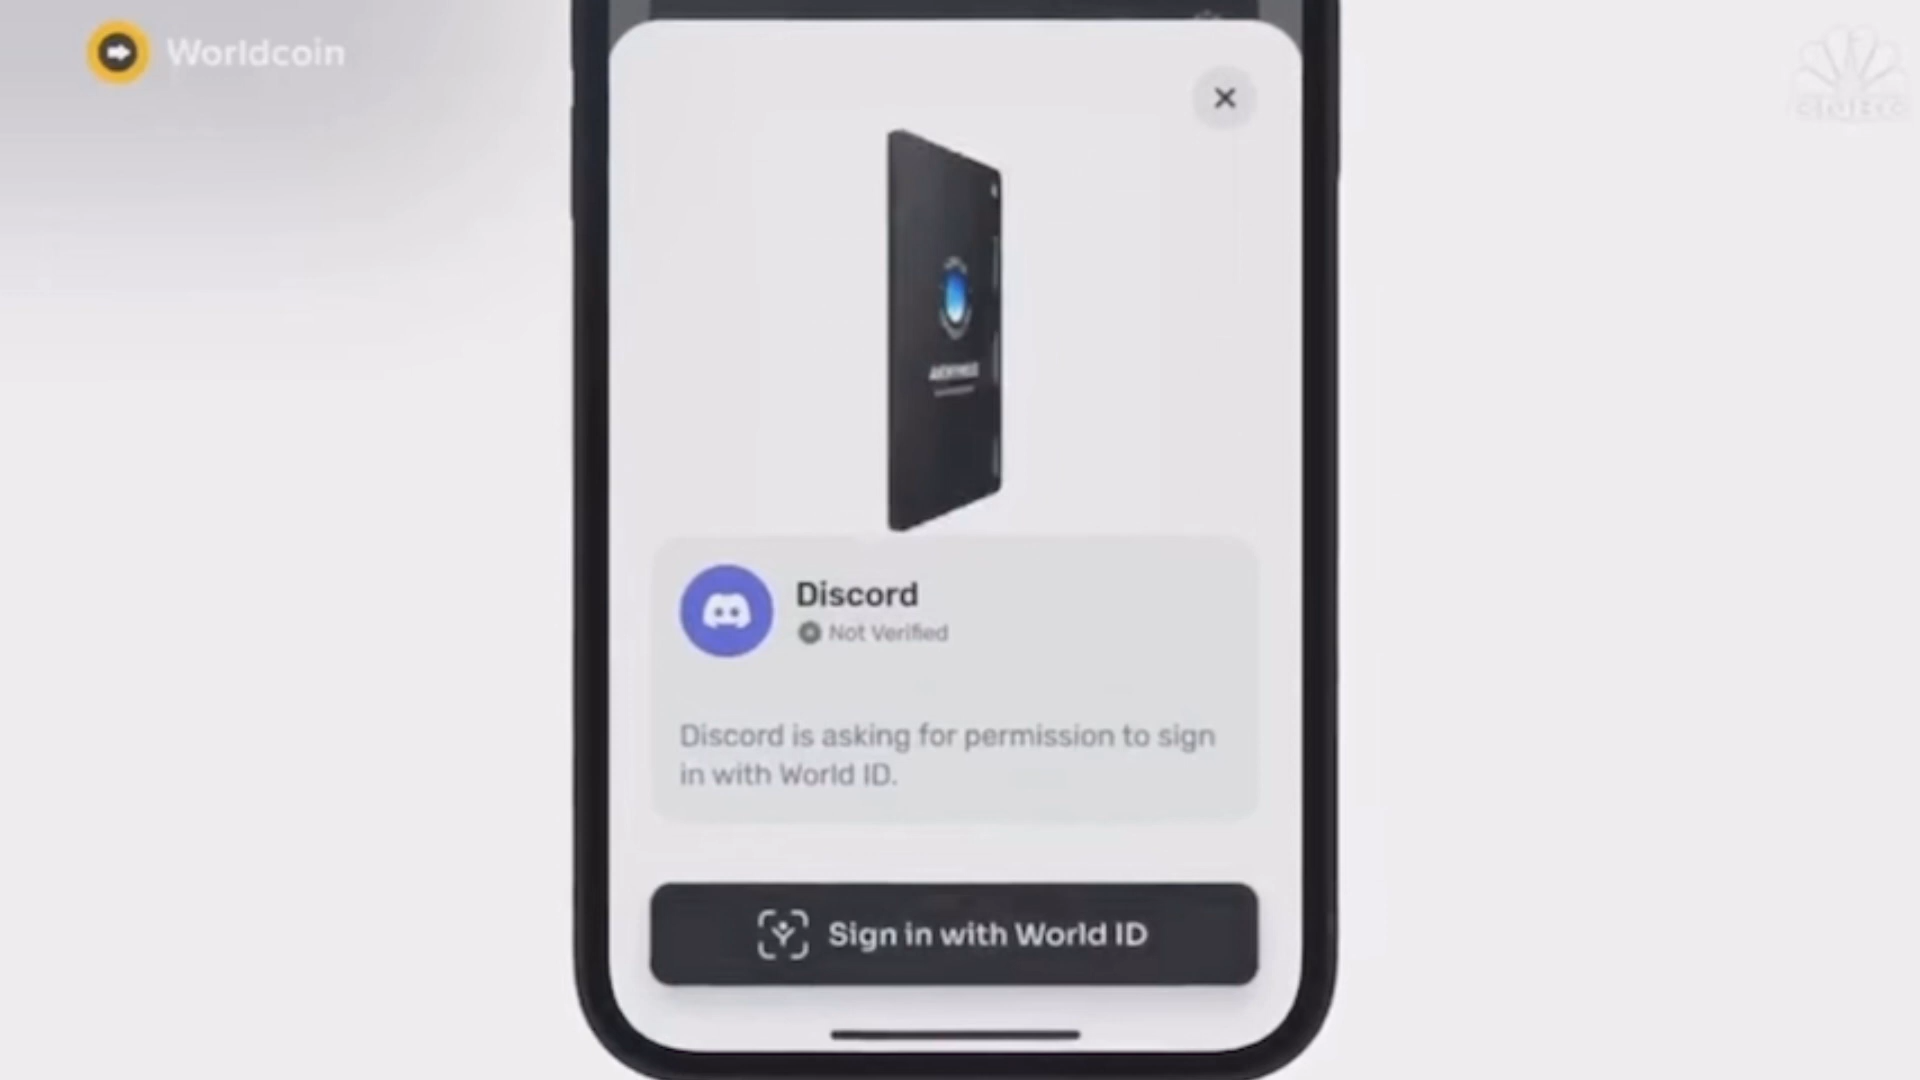 Worldcoin
CNBC
Discord
Not Verified
Discord is asking for permission to sign
in with World ID.
Sign in with World ID